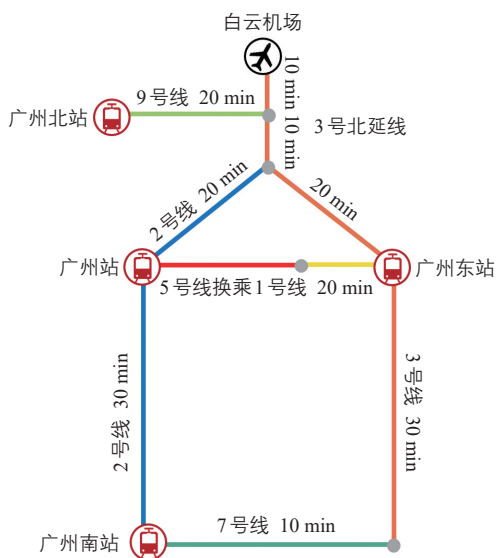 白云机场
10 min
9号线 20 min
广州北站
10 min
3号北延线
2号线 20 min
20 min
广州站
广州东站
5号线换乘1号线 20 min
2号线 30 min
3号线 30 min
7号线 10 min
广州南站